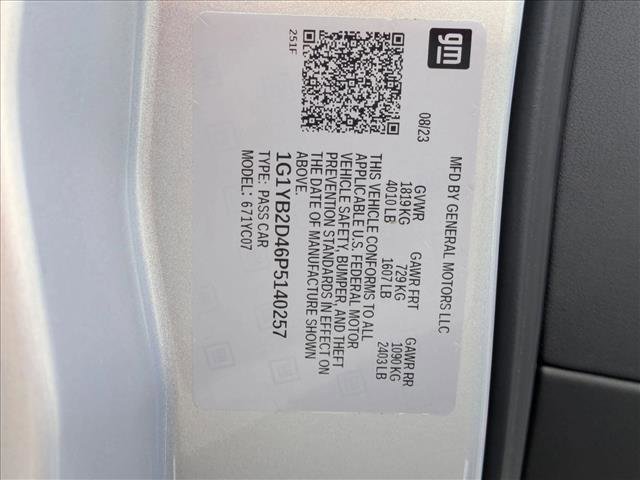 gm
MFD BY GENERAL MOTORS LLC
08/23
GVWR GAWR FRT GAWR RR
1819 KG 729 KG 1090 KG
4010 LB 1607 LB 2403 LB
THIS VEHICLE CONFORMS TO ALL
APPLICABLE U.S. FEDERAL MOTOR
VEHICLE SAFETY, BUMPER, AND THEFT
PREVENTION STANDARDS IN EFFECT ON
THE DATE OF MANUFACTURE SHOWN
ABOVE.
1G1YB2D46P5140257
TYPE: PASS CAR
MODEL: 671YC07
251F